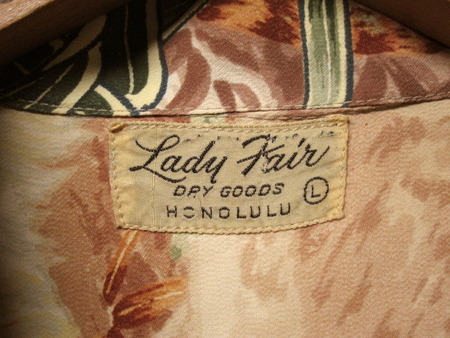 Lady Fair
DRY GOODS
HONOLULU Ⓛ